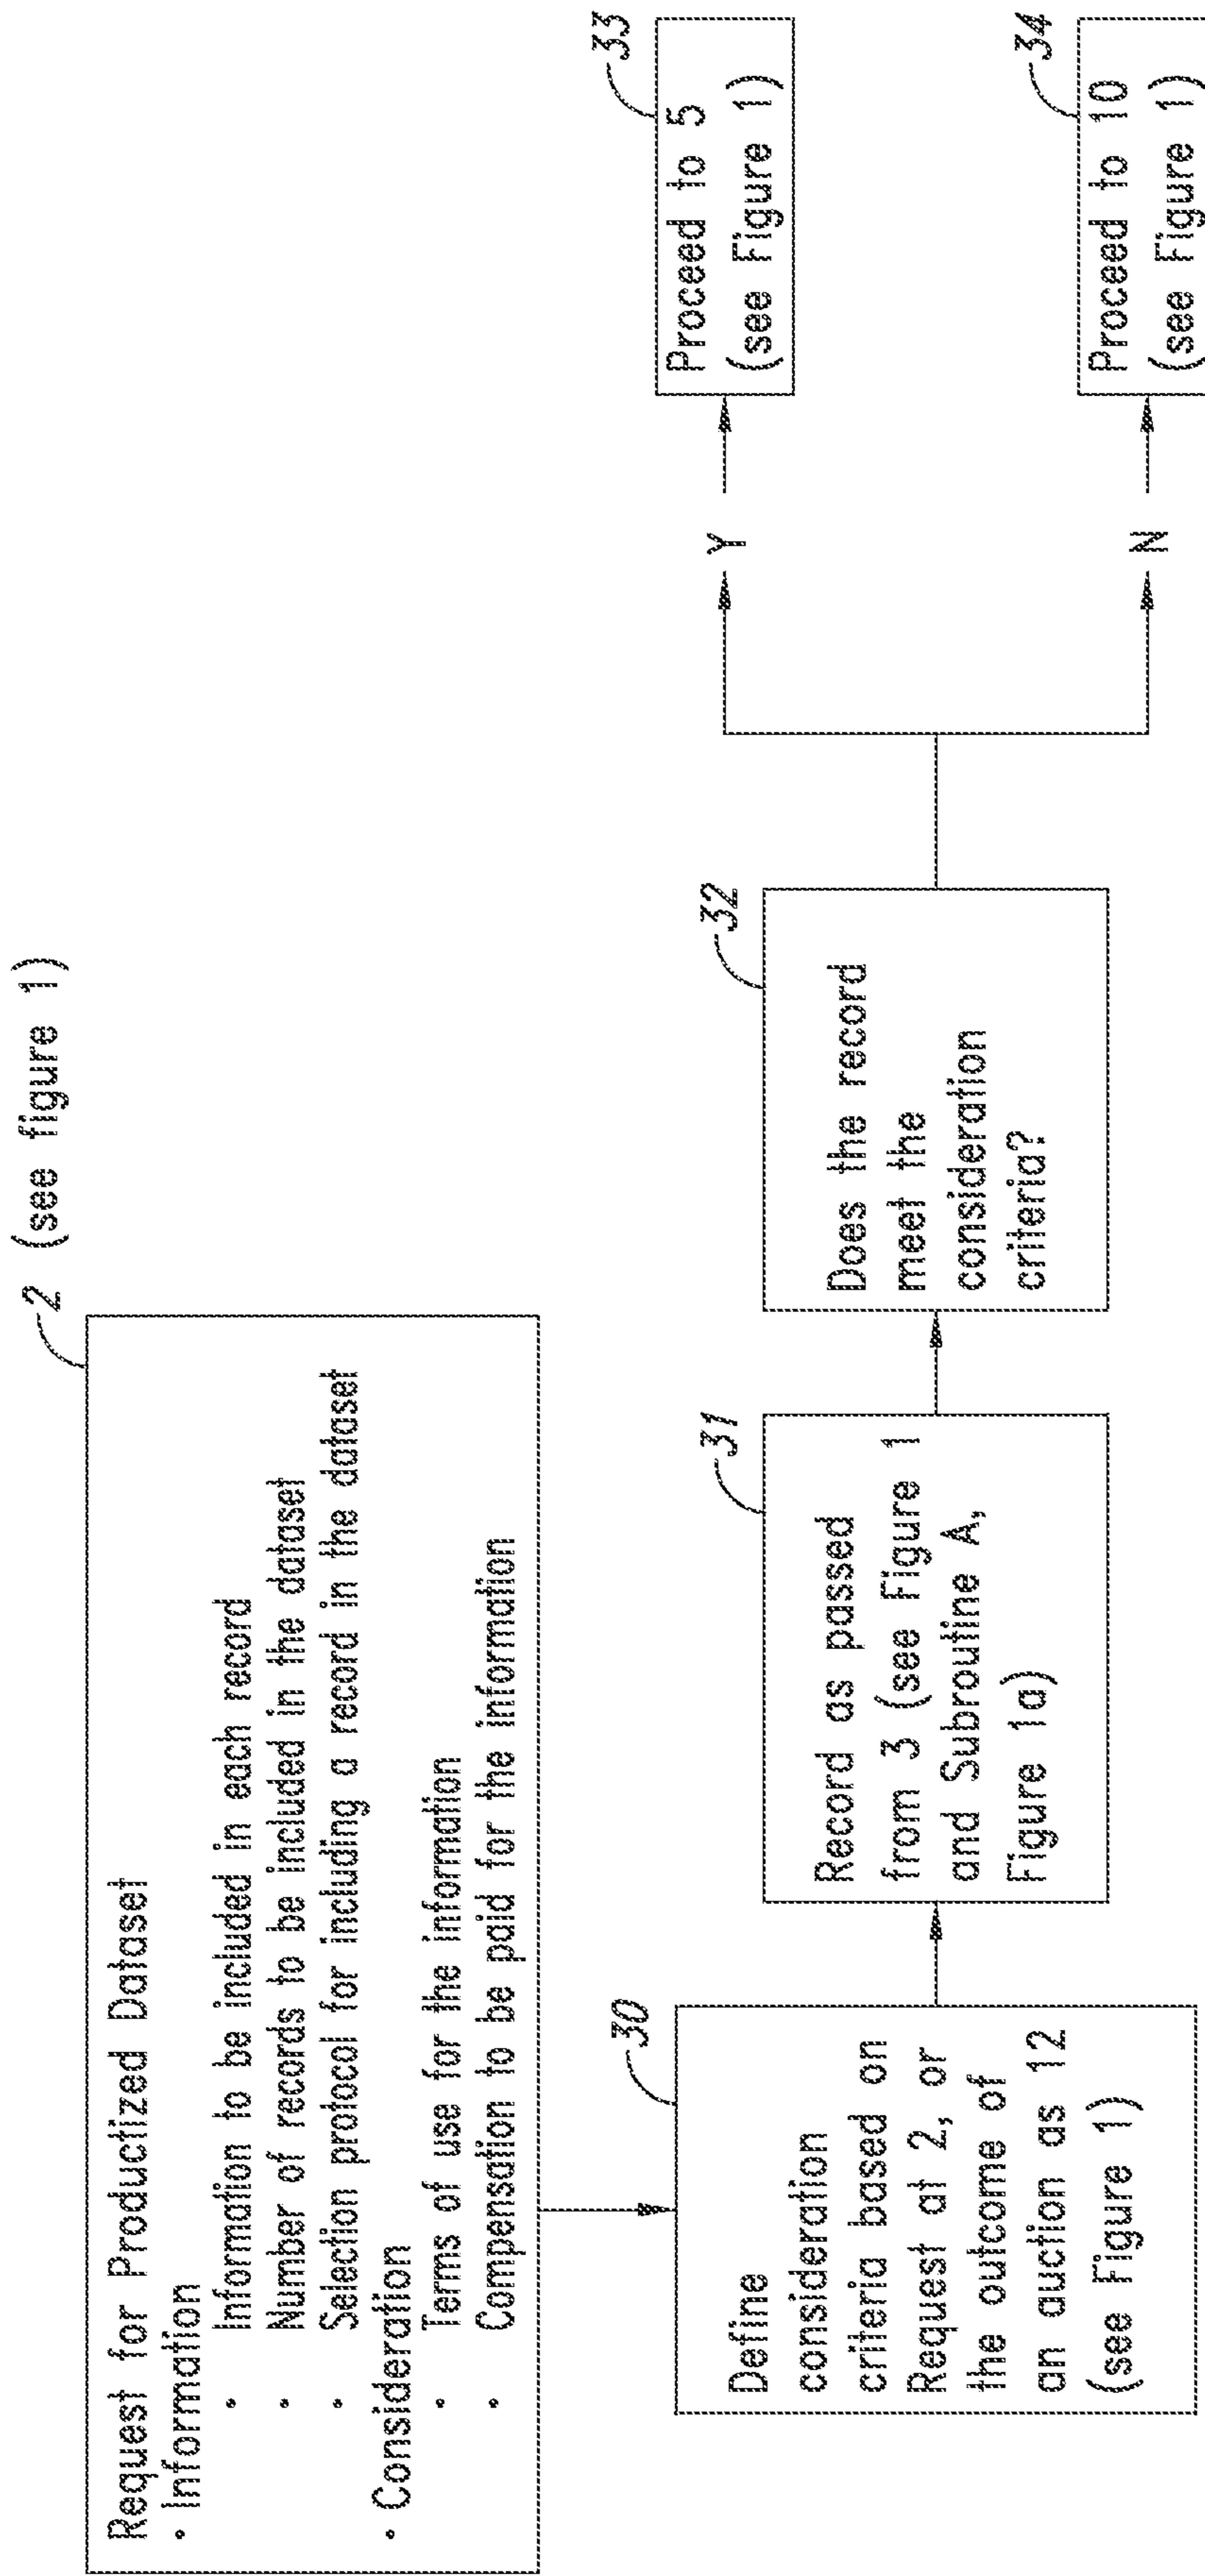 2 (see figure 1)
Request for Productized Dataset
• Information
• Information to be included in each record
• Number of records to be included in the dataset
• Selection protocol for including a record in the dataset
• Consideration
• Terms of use for the information
• Compensation to be paid for the information
30
Define
consideration
criteria based on
Request at 2, or
the outcome of
an auction as 12
(see Figure 1)
31
Record as passed
from 3 (see Figure 1
and Subroutine A,
Figure 1a)
32
Does the record
meet the
consideration
criteria?
Y
33
Proceed to 5
(see Figure 1)
N
34
Proceed to 10
(see Figure 1)